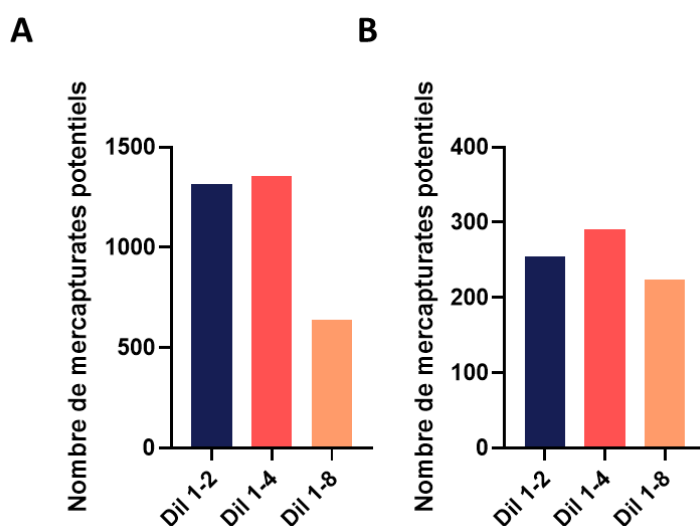 A
Nombre de mercapturates potentiels
1500
1000
500
0
Dil 1-2
Dil 1-4
Dil 1-8
B
Nombre de mercapturates potentiels
400
300
200
100
0
Dil 1-2
Dil 1-4
Dil 1-8